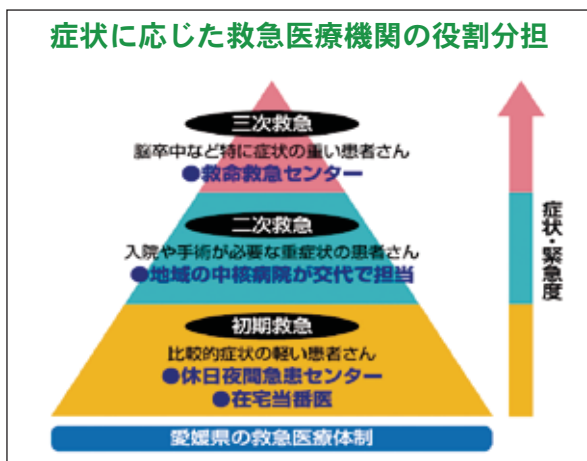 症状に応じた救急医療機関の役割分担
三次救急
脳卒中など特に症状の重い患者さん
●救命救急センター
二次救急
入院や手術が必要な重症状の患者さん
●地域の中核病院が交代で担当
初期救急
比較的症状の軽い患者さん
●休日夜間急患センター
●在宅当番医
愛媛県の救急医療体制
症状・緊急度